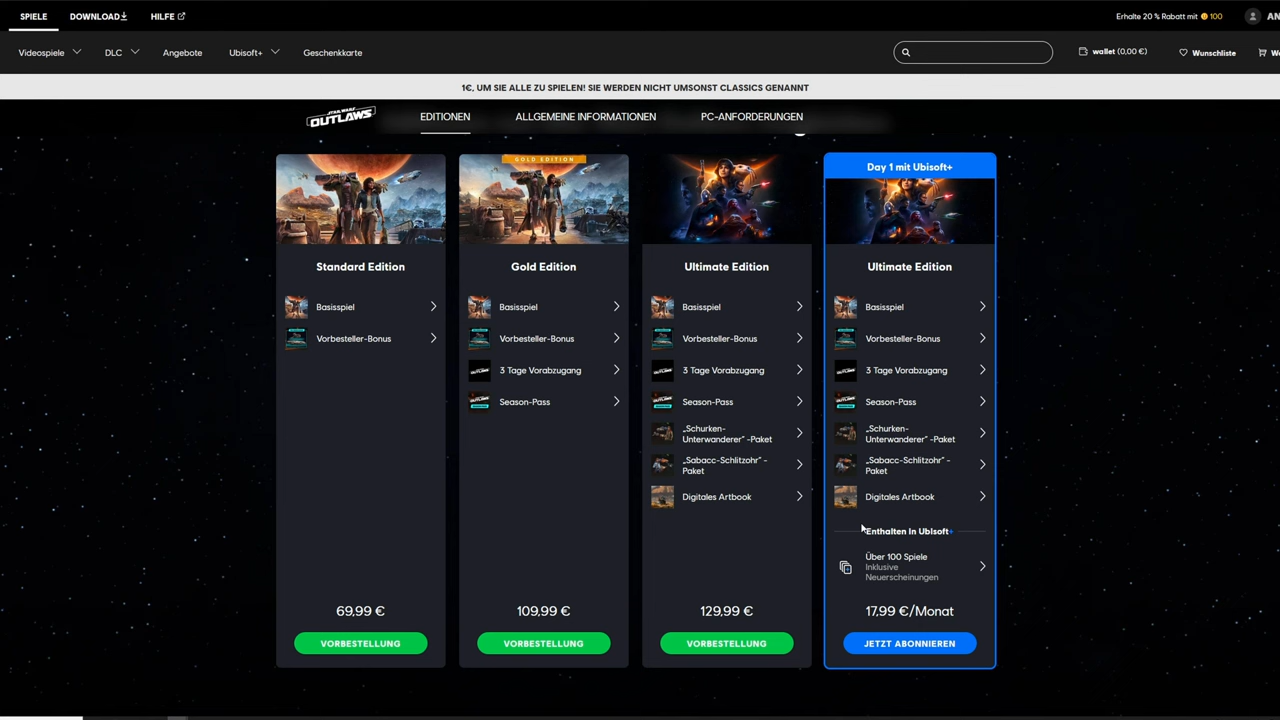 SPIELE
DOWNLOAD
HILFE
Erhalte 20 % Rabatt mit 100
AN
Videospiele
DLC
Angebote
Ubisoft+
Geschenkkarte
wallet (0,00 €)
Wunschliste
We
1€, UM SIE ALLE ZU SPIELEN! SIE WERDEN NICHT UMSONST CLASSICS GENANNT
STAR WARS
OUTLAWS
EDITIONEN
ALLGEMEINE INFORMATIONEN
PC-ANFORDERUNGEN
Standard Edition
Basisspiel
Vorbesteller-Bonus
69,99 €
VORBESTELLUNG
GOLD EDITION
Gold Edition
Basisspiel
Vorbesteller-Bonus
3 Tage Vorabzugang
Season-Pass
109,99 €
VORBESTELLUNG
Ultimate Edition
Basisspiel
Vorbesteller-Bonus
3 Tage Vorabzugang
Season-Pass
„Schurken-
Unterwanderer" -Paket
„Sabacc-Schlitzohr" -
Paket
Digitales Artbook
129,99 €
VORBESTELLUNG
Day 1 mit Ubisoft+
Ultimate Edition
Basisspiel
Vorbesteller-Bonus
3 Tage Vorabzugang
Season-Pass
„Schurken-
Unterwanderer" -Paket
„Sabacc-Schlitzohr" -
Paket
Digitales Artbook
Enthalten In Ubisoft+
Über 100 Spiele
Inklusive
Neuerscheinungen
17,99 €/Monat
JETZT ABONNIEREN